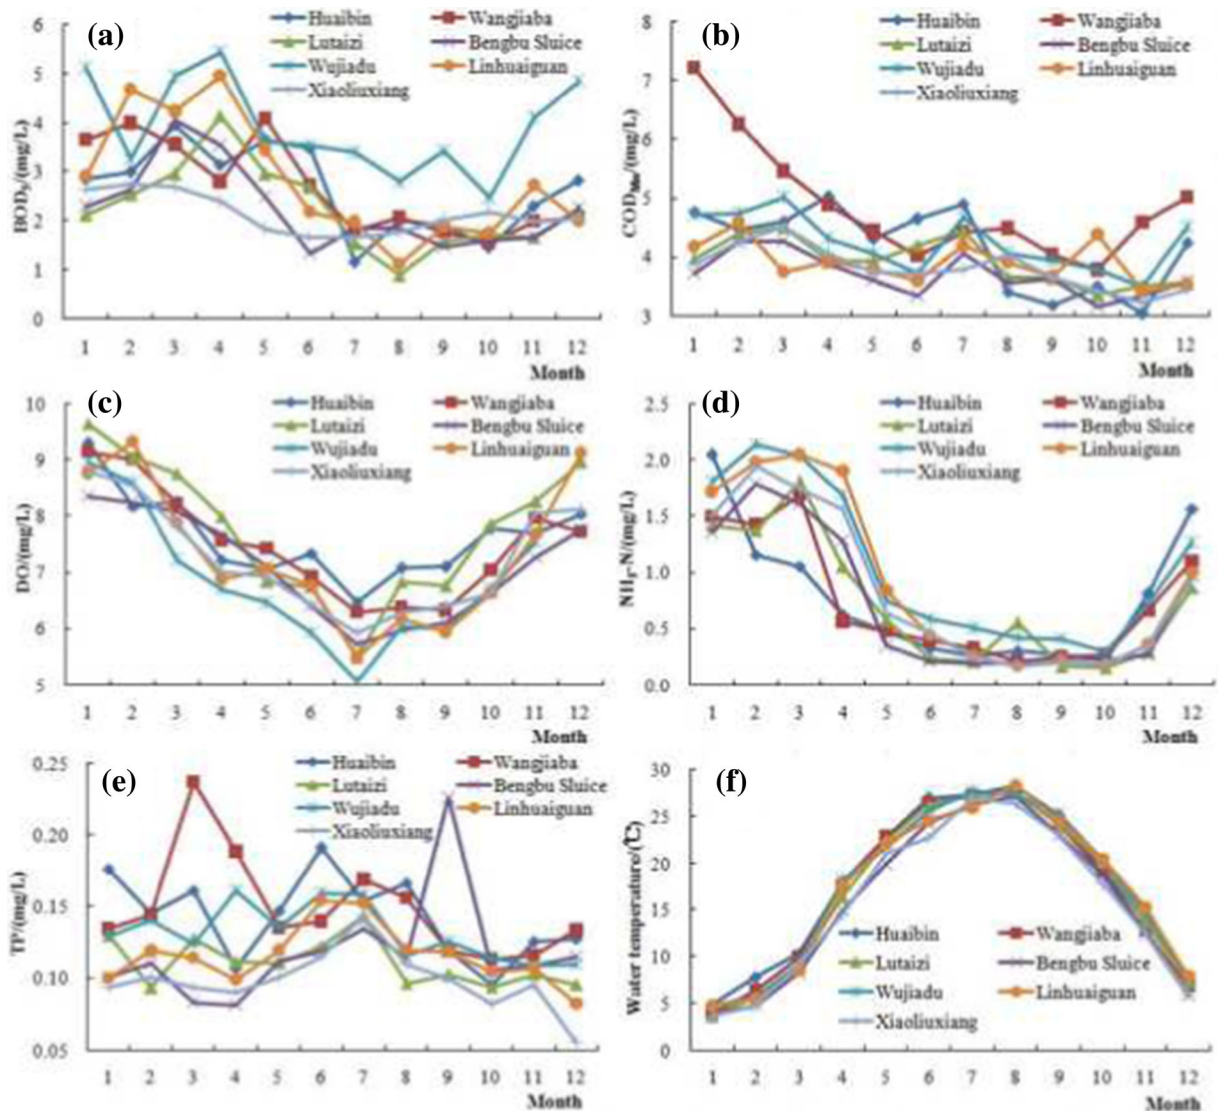 (a)
Huaibin
Wangjiaba
Lutaizi
Bengbu Sluice
Wujiadu
Linhuaiguan
Xiaoliuxiang
BOD5/(mg/L)
6
5
4
3
2
1
0
1 2 3 4 5 6 7 8 9 10 11 12
Month
(b)
Huaibin
Wangjiaba
Lutaizi
Bengbu Sluice
Wujiadu
Linhuaiguan
Xiaoliuxiang
CODMn/(mg/L)
8
7
6
5
4
3
1 2 3 4 5 6 7 8 9 10 11 12
Month
(c)
Huaibin
Wangjiaba
Lutaizi
Bengbu Sluice
Wujiadu
Linhuaiguan
Xiaoliuxiang
DO/(mg/L)
10
9
8
7
6
5
1 2 3 4 5 6 7 8 9 10 11 12
Month
(d)
Huaibin
Wangjiaba
Lutaizi
Bengbu Sluice
Wujiadu
Linhuaiguan
Xiaoliuxiang
NH3-N/(mg/L)
2.5
2.0
1.5
1.0
0.5
0.0
1 2 3 4 5 6 7 8 9 10 11 12
Month
(e)
Huaibin
Wangjiaba
Lutaizi
Bengbu Sluice
Wujiadu
Linhuaiguan
Xiaoliuxiang
TP/(mg/L)
0.25
0.20
0.15
0.10
0.05
1 2 3 4 5 6 7 8 9 10 11 12
Month
(f)
Huaibin
Wangjiaba
Lutaizi
Bengbu Sluice
Wujiadu
Linhuaiguan
Xiaoliuxiang
Water temperature/(℃)
30
25
20
15
10
5
0
1 2 3 4 5 6 7 8 9 10 11 12
Month